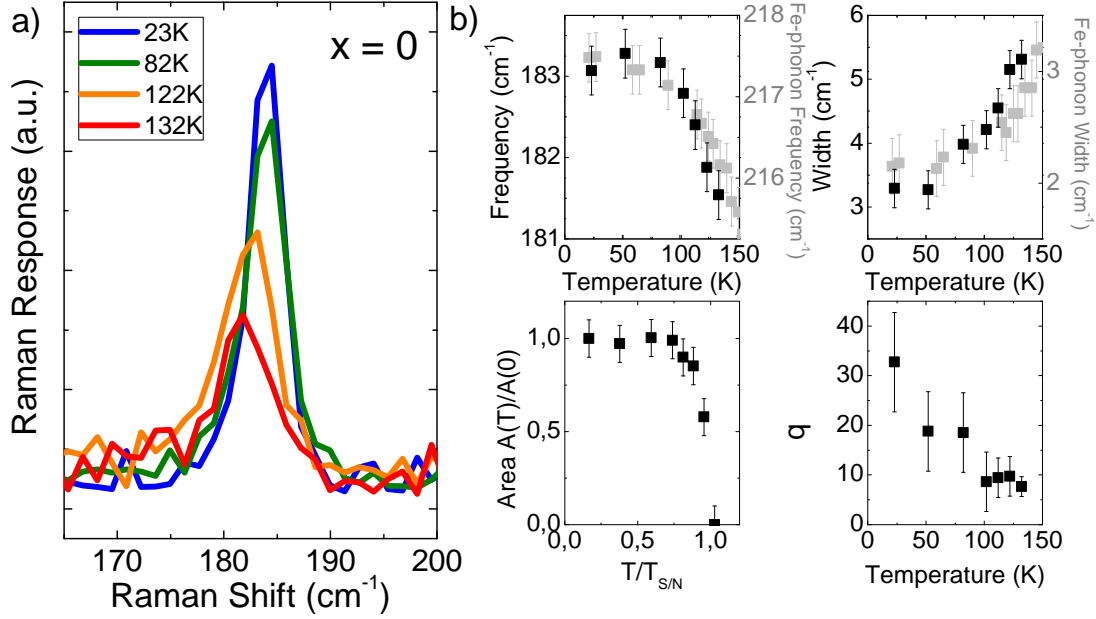 a)
x = 0
23K
82K
122K
132K
Raman Response (a.u.)
170 180 190 200
Raman Shift (cm⁻¹)
b)
183
182
181
Frequency (cm⁻¹)
218
217
216
Fe-phonon Frequency (cm⁻¹)
0 50 100 150
Temperature (K)
6
5
4
3
Width (cm⁻¹)
3
2
Fe-phonon Width (cm⁻¹)
0 50 100 150
Temperature (K)
1,0
0,5
0,0
Area A(T)/A(0)
0,0 0,5 1,0
T/T_S/N
40
30
20
10
0
q
0 50 100 150
Temperature (K)